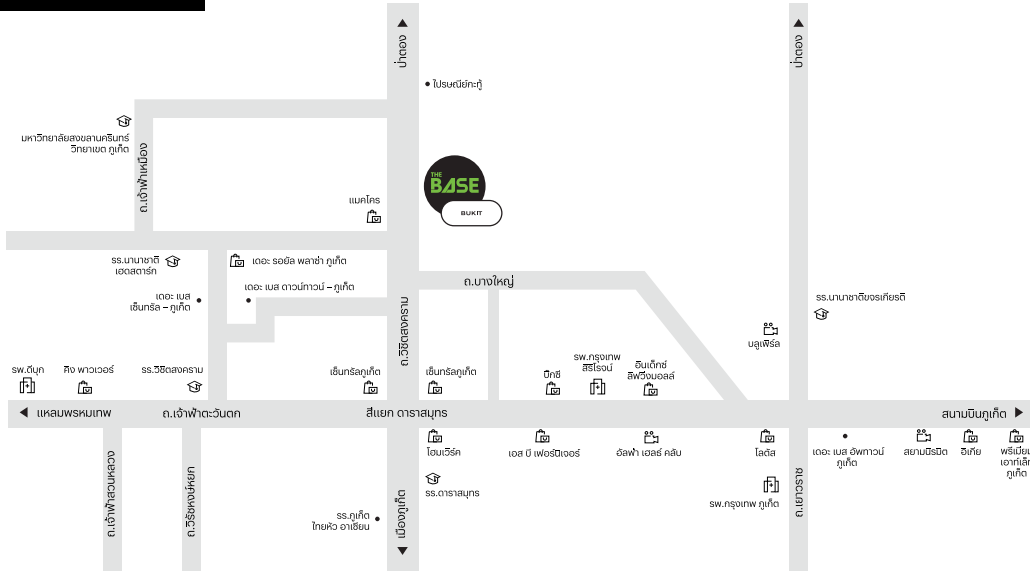 ป่าตอง
ป่าตอง
ไปรษณีย์กะทู้
มหาวิทยาลัยสงขลานครินทร์
วิทยาเขต ภูเก็ต
ถ.เจ้าฟ้าเหมือง
THE
BASE
BUKIT
แมคโคร
รร.นานาชาติ
เฮดสตาร์ท
เดอะ รอยัล พลาซ่า ภูเก็ต
เดอะ เบส ดาวน์ทาวน์ – ภูเก็ต
ถ.บางใหญ่
เดอะ เบส
เซ็นทรัล – ภูเก็ต
รร.นานาชาติขจรเกียรติ
ถ.วิชิตสงคราม
บลูเพิร์ล
รพ.ดีบุก
คิง พาวเวอร์
รร.วิชิตสงคราม
เซ็นทรัลภูเก็ต
เซ็นทรัลภูเก็ต
บิ๊กซี
รพ.กรุงเทพ
สิริโรจน์
อินเด็กซ์
ลิฟวิ่งมอลล์
แหลมพรหมเทพ
ถ.เจ้าฟ้าตะวันตก
สี่แยก ดาราสมุทร
สนามบินภูเก็ต
โฮมเวิร์ค
เอส บี เฟอร์นิเจอร์
อัลฟ่า เฮลธ์ คลับ
โลตัส
เดอะ เบส อัพทาวน์
ภูเก็ต
สยามนิรมิต
อิเกีย
พรีเมียม
เอาท์เล็ท
ภูเก็ต
รร.ดาราสมุทร
รพ.กรุงเทพ ภูเก็ต
รร.ภูเก็ต
ไทยหัว อาเซียน
เมืองภูเก็ต
ถ.วิรัชหงษ์หยก